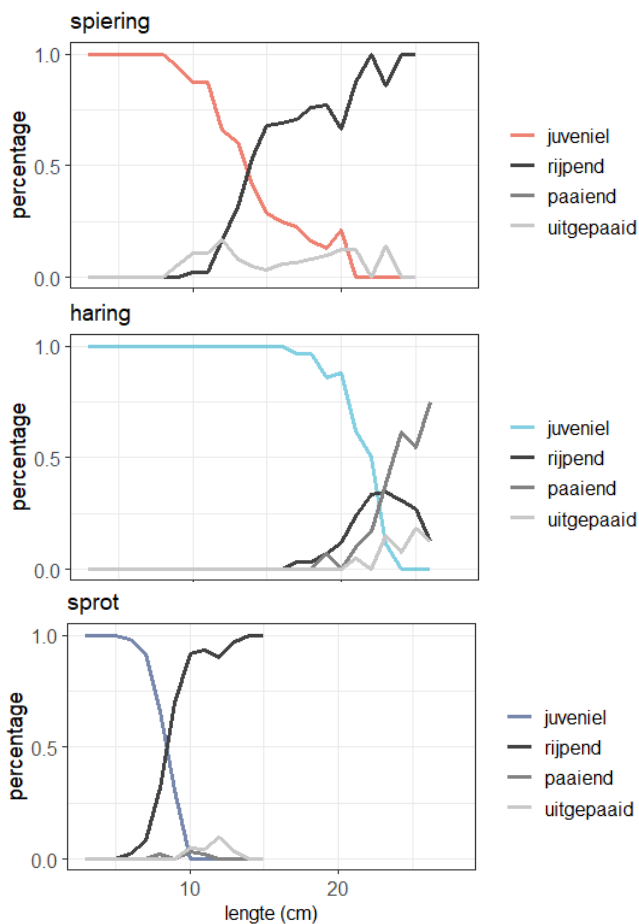 spiering
percentage
1.0
0.5
0.0
juveniel
rijpend
paaiend
uitgepaaid
haring
percentage
1.0
0.5
0.0
juveniel
rijpend
paaiend
uitgepaaid
sprot
percentage
1.0
0.5
0.0
juveniel
rijpend
paaiend
uitgepaaid
10 20
lengte (cm)